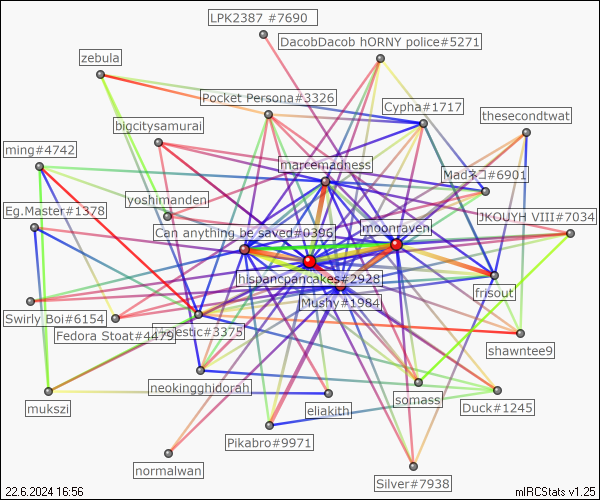 LPK2387 #7690
DacobDacob hORNY police#5271
zebula
Pocket Persona#3326
Cypha#1717
thesecondtwat
bigcitysamurai
ming#4742
marcemadness
Madネコ#6901
yoshimanden
Eg.Master#1378
JKOUYH VIII#7034
moonraven
Can anything be saved#0396
hispancpancakes#2928
frisout
Mushy#1984
Swirly Boi#6154
Fedora Stoat#4479
#3375
shawntee9
neokingghidorah
somass
mukszi
eliakith
Duck#1245
Pikabro#9971
normalwan
Silver#7938
22.6.2024 16:56
mIRCStats v1.25